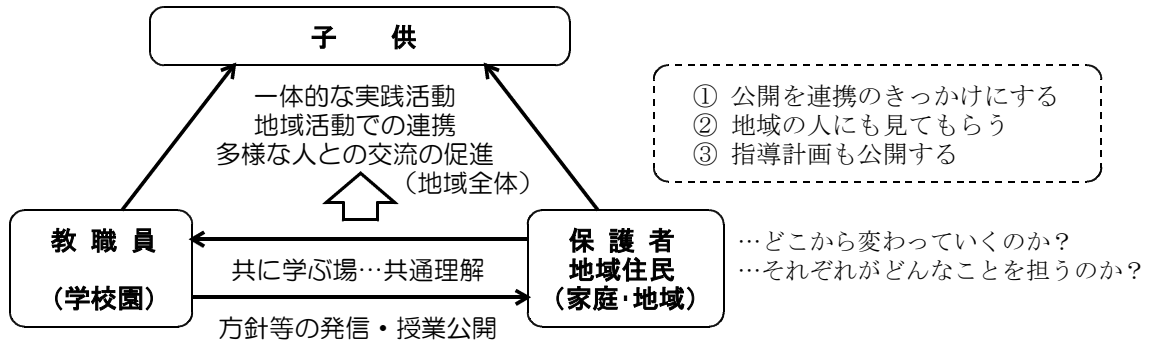 子　供
一体的な実践活動
地域活動での連携
多様な人との交流の促進
（地域全体）
① 公開を連携のきっかけにする
② 地域の人にも見てもらう
③ 指導計画も公開する
教 職 員
（学校園）
共に学ぶ場…共通理解
方針等の発信・授業公開
保 護 者
地域住民
（家庭･地域）
…どこから変わっていくのか？
…それぞれがどんなことを担うのか？